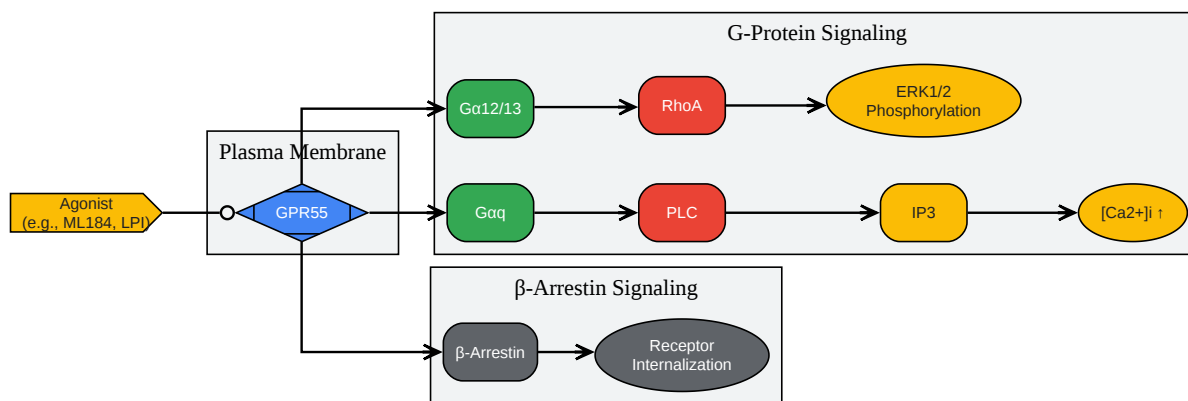 G-Protein Signaling
Gα12/13
RhoA
ERK1/2
Phosphorylation
Plasma Membrane
Agonist
(e.g., ML184, LPI)
GPR55
Gαq
PLC
IP3
[Ca2+]i ↑
β-Arrestin Signaling
β-Arrestin
Receptor
Internalization